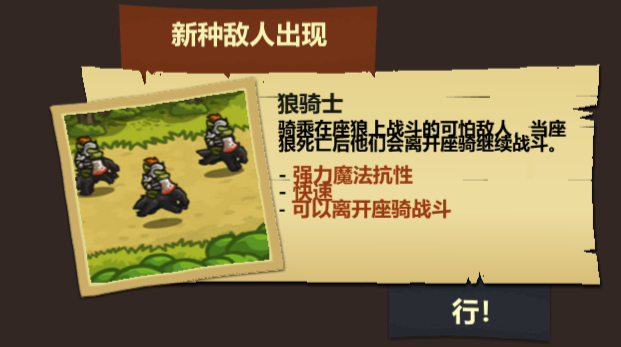 新种敌人出现
狼骑士
骑乘在座狼上战斗的可怕敌人。当座
狼死亡后他们会离开座骑继续战斗。
- 强力魔法抗性
- 快速
- 可以离开座骑战斗
行!